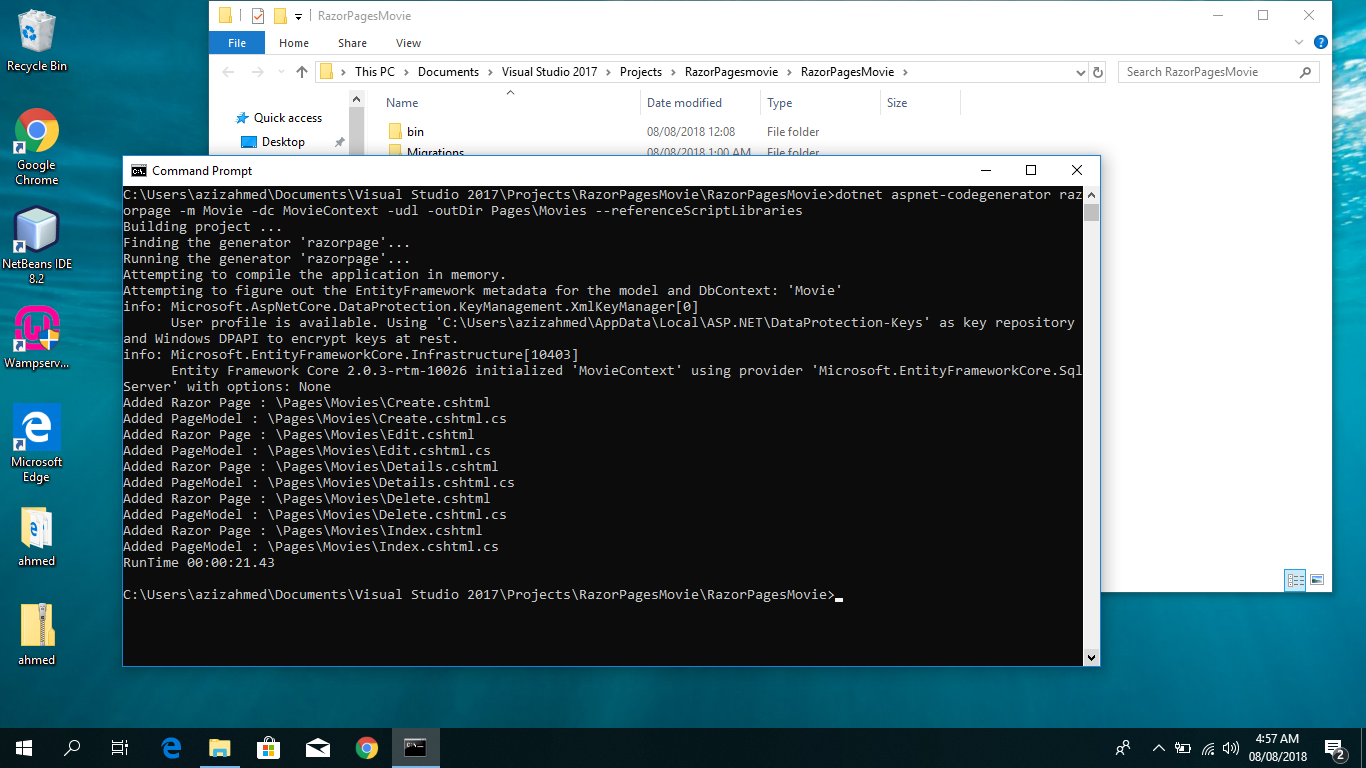 RazorPagesMovie
File Home Share View
This PC Documents Visual Studio 2017 Projects RazorPagesmovie RazorPagesMovie
Search RazorPagesMovie
Quick access
Desktop
Name Date modified Type Size
bin 08/08/2018 12:08 File folder
Migrations 08/08/2018 1:00 AM File folder
Recycle Bin
Google
Chrome
NetBeans IDE
8.2
Wampserv...
Microsoft
Edge
ahmed
ahmed
Command Prompt
C:\Users\azizahmed\Documents\Visual Studio 2017\Projects\RazorPagesMovie\RazorPagesMovie>dotnet aspnet-codegenerator raz
orpage -m Movie -dc MovieContext -udl -outDir Pages\Movies --referenceScriptLibraries
Building project ...
Finding the generator 'razorpage'...
Running the generator 'razorpage'...
Attempting to compile the application in memory.
Attempting to figure out the EntityFramework metadata for the model and DbContext: 'Movie'
info: Microsoft.AspNetCore.DataProtection.KeyManagement.XmlKeyManager[0]
User profile is available. Using 'C:\Users\azizahmed\AppData\Local\ASP.NET\DataProtection-Keys' as key repository
and Windows DPAPI to encrypt keys at rest.
info: Microsoft.EntityFrameworkCore.Infrastructure[10403]
Entity Framework Core 2.0.3-rtm-10026 initialized 'MovieContext' using provider 'Microsoft.EntityFrameworkCore.Sql
Server' with options: None
Added Razor Page : \Pages\Movies\Create.cshtml
Added PageModel : \Pages\Movies\Create.cshtml.cs
Added Razor Page : \Pages\Movies\Edit.cshtml
Added PageModel : \Pages\Movies\Edit.cshtml.cs
Added Razor Page : \Pages\Movies\Details.cshtml
Added PageModel : \Pages\Movies\Details.cshtml.cs
Added Razor Page : \Pages\Movies\Delete.cshtml
Added PageModel : \Pages\Movies\Delete.cshtml.cs
Added Razor Page : \Pages\Movies\Index.cshtml
Added PageModel : \Pages\Movies\Index.cshtml.cs
RunTime 00:00:21.43
C:\Users\azizahmed\Documents\Visual Studio 2017\Projects\RazorPagesMovie\RazorPagesMovie>
4:57 AM
08/08/2018
2